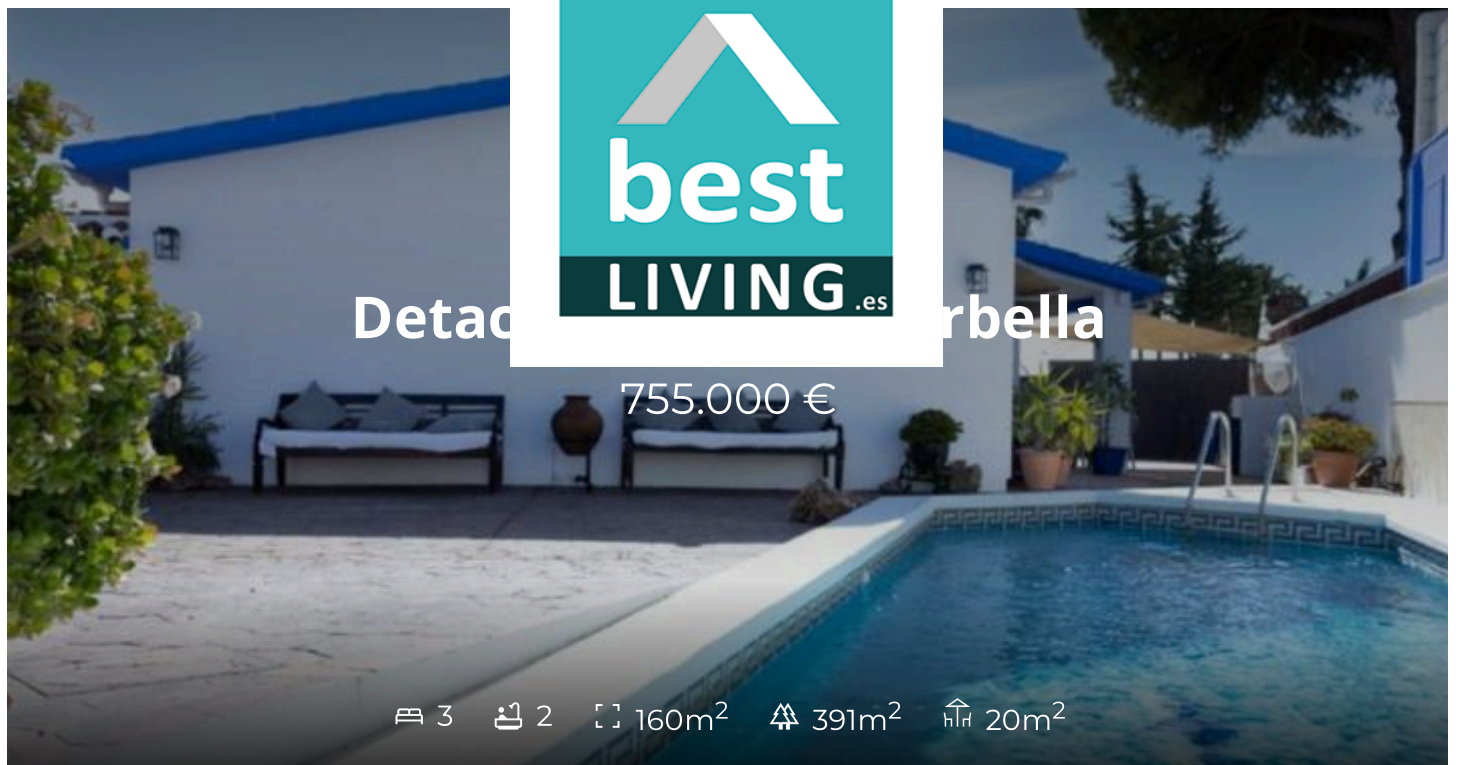 best
LIVING.es
Detac rbella
755.000 €
3 2 160m² 391m² 20m²